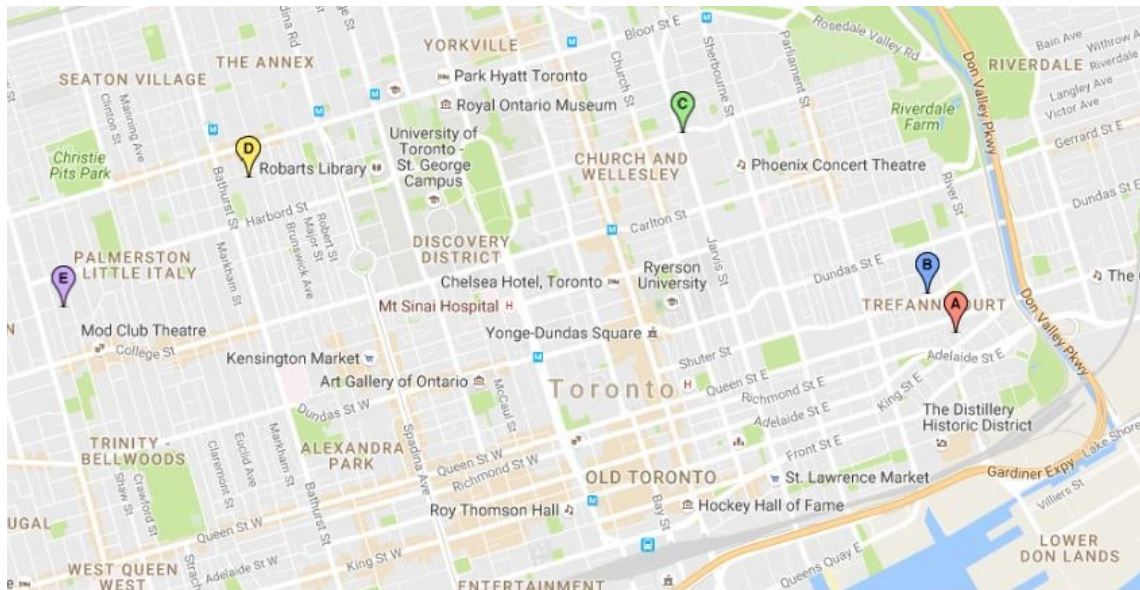 Bloor St E
Rosedale Valley Rd
Bain Ave
Withrow
YORKVILLE
Don Valley Pkwy
THE ANNEX
Church St
Sherbourne St
Parliament St
RIVERDALE
Riverdale
SEATON VILLAGE
Park Hyatt Toronto
Langley Ave
Clinton St
Manning Ave
Royal Ontario Museum
C
Victor Ave
Riverdale
Farm
University of
Toronto -
St. George
Campus
Gerrard St E
Christie
Pits Park
D
Robarts Library
CHURCH AND
WELLESLEY
Phoenix Concert Theatre
Bathurst St
River St
Dundas St E
Harbord St
Carlton St
Robert St
Major St
Brunswick Ave
Markham St
DISCOVERY
DISTRICT
Jarvis St
PALMERSTON
LITTLE ITALY
E
Ryerson
University
Dundas St E
B
Chelsea Hotel, Toronto
TREFANN COURT
A
Mt Sinai Hospital
H
Don Valley Pkwy
Mod Club Theatre
Yonge-Dundas Square
College St
Kensington Market
Shuter St
Adelaide St E
Art Gallery of Ontario
Toronto
H
Queen St E
Richmond St E
King St E
McCaul St
Adelaide St E
Dundas St W
The Distillery
Historic District
TRINITY -
BELLWOODS
Euclid Ave
Claremont St
Markham St
ALEXANDRA
PARK
Spadina Ave
Front St E
Queen St W
Richmond St W
Lake Shore
Gardiner Expy
OLD TORONTO
St. Lawrence Market
Shaw St
Crawford St
Bathurst St
Villiers St
Roy Thomson Hall
Bay St
Hockey Hall of Fame
UGAL
Queen St W
King St W
LOWER
DON LANDS
WEST QUEEN
WEST
Adelaide St W
Queens Quay E
ENTERTAINMENT